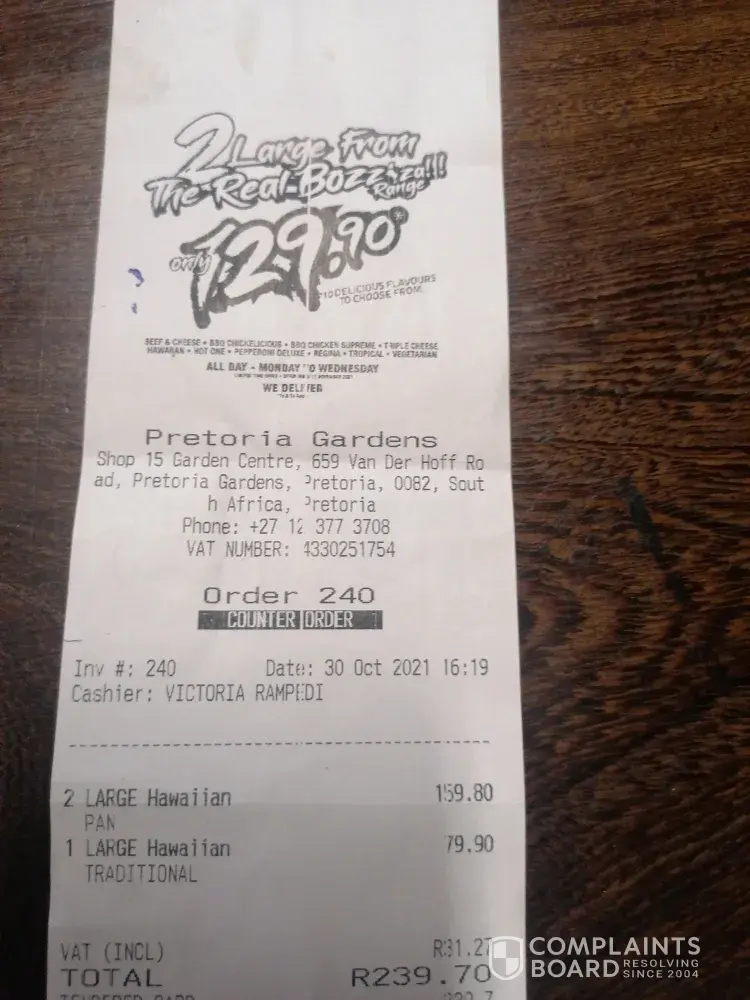 2 Large From
The Real Bozzza!!
Range
only 129.90*
*10 DELICIOUS FLAVOURS
TO CHOOSE FROM.
BEEF & CHEESE • BBQ CHICKELICIOUS • BBQ CHICKEN SUPREME • TRIPLE CHEESE
HAWAIIAN • HOT ONE • PEPPERONI DELUXE • REGINA • TROPICAL • VEGETARIAN
ALL DAY - MONDAY TO WEDNESDAY
WE DELIVER
Pretoria Gardens
Shop 15 Garden Centre, 659 Van Der Hoff Ro
ad, Pretoria Gardens, Pretoria, 0082, Sout
h Africa, Pretoria
Phone: +27 12 377 3708
VAT NUMBER: 4330251754
Order 240
COUNTER ORDER
Inv #: 240 Date: 30 Oct 2021 16:19
Cashier: VICTORIA RAMPEDI
2 LARGE Hawaiian 159.80
PAN
1 LARGE Hawaiian 79.90
TRADITIONAL
VAT (INCL) R31.27
TOTAL R239.70
TENDERED CARD
COMPLAINTS
BOARD RESOLVING
SINCE 2004